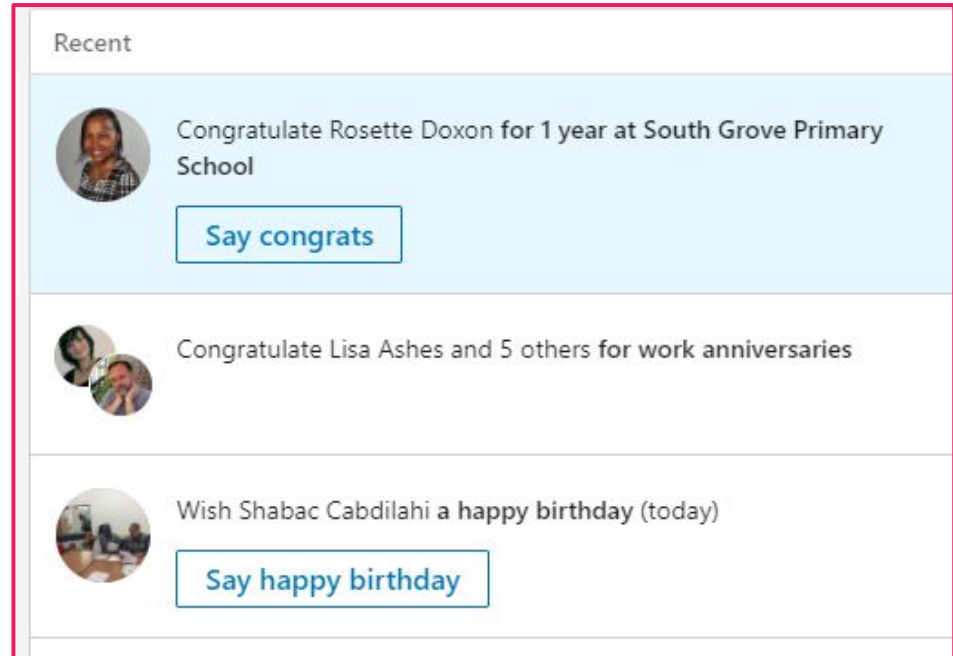 Recent
Congratulate Rosette Doxon for 1 year at South Grove Primary
School
Say congrats
Congratulate Lisa Ashes and 5 others for work anniversaries
Wish Shabac Cabdilahi a happy birthday (today)
Say happy birthday